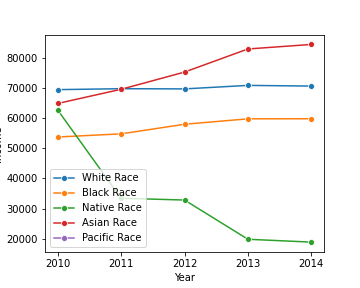 80000
70000
60000
50000
40000
30000
20000
White Race
Black Race
Native Race
Asian Race
Pacific Race
2010 2011 2012 2013 2014
Year